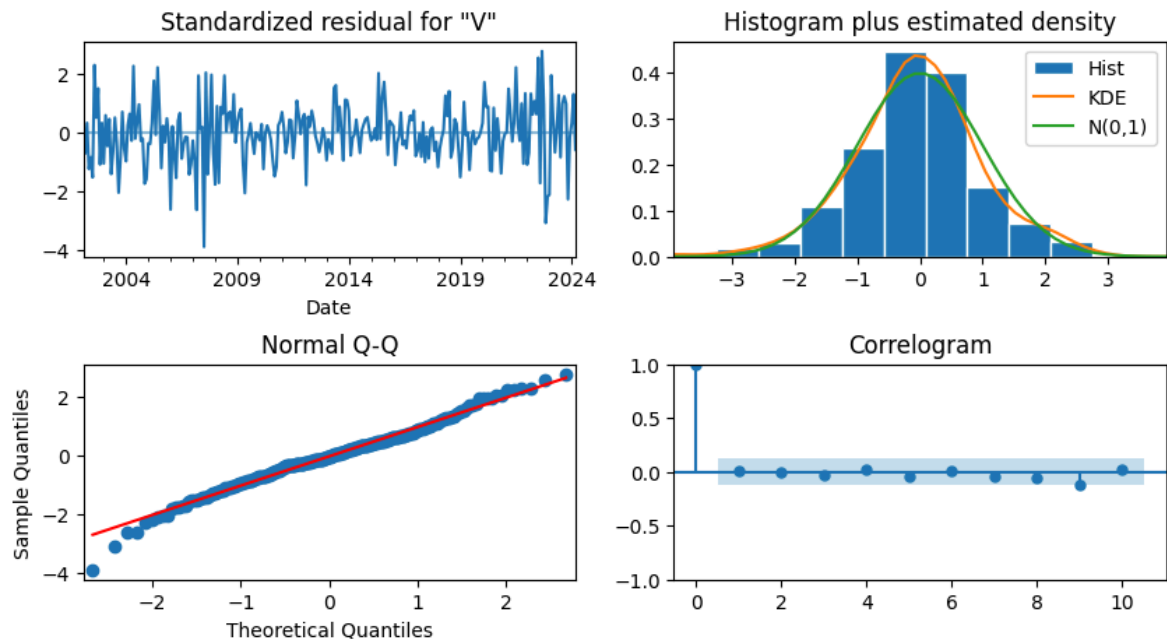 Standardized residual for "V"
2
0
−2
−4
2004 2009 2014 2019 2024
Date
Histogram plus estimated density
0.4
0.3
0.2
0.1
0.0
Hist
KDE
N(0,1)
−3 −2 −1 0 1 2 3
Normal Q-Q
Sample Quantiles
2
0
−2
−4
−2 −1 0 1 2
Theoretical Quantiles
Correlogram
1.0
0.5
0.0
−0.5
−1.0
0 2 4 6 8 10